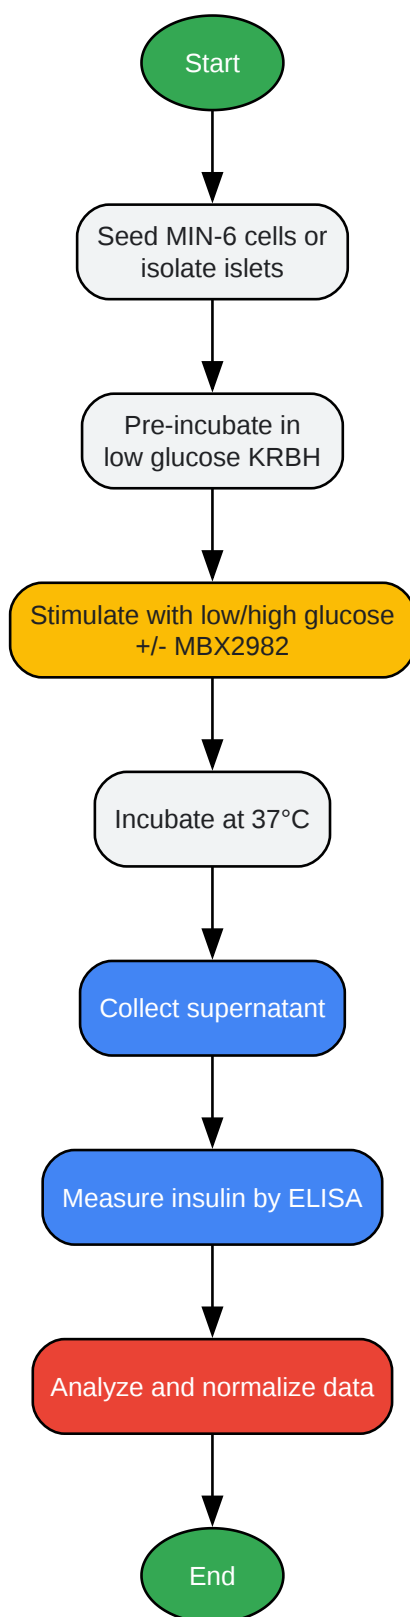 Start
Seed MIN-6 cells or
isolate islets
Pre-incubate in
low glucose KRBH
Stimulate with low/high glucose
+/- MBX2982
Incubate at 37°C
Collect supernatant
Measure insulin by ELISA
Analyze and normalize data
End